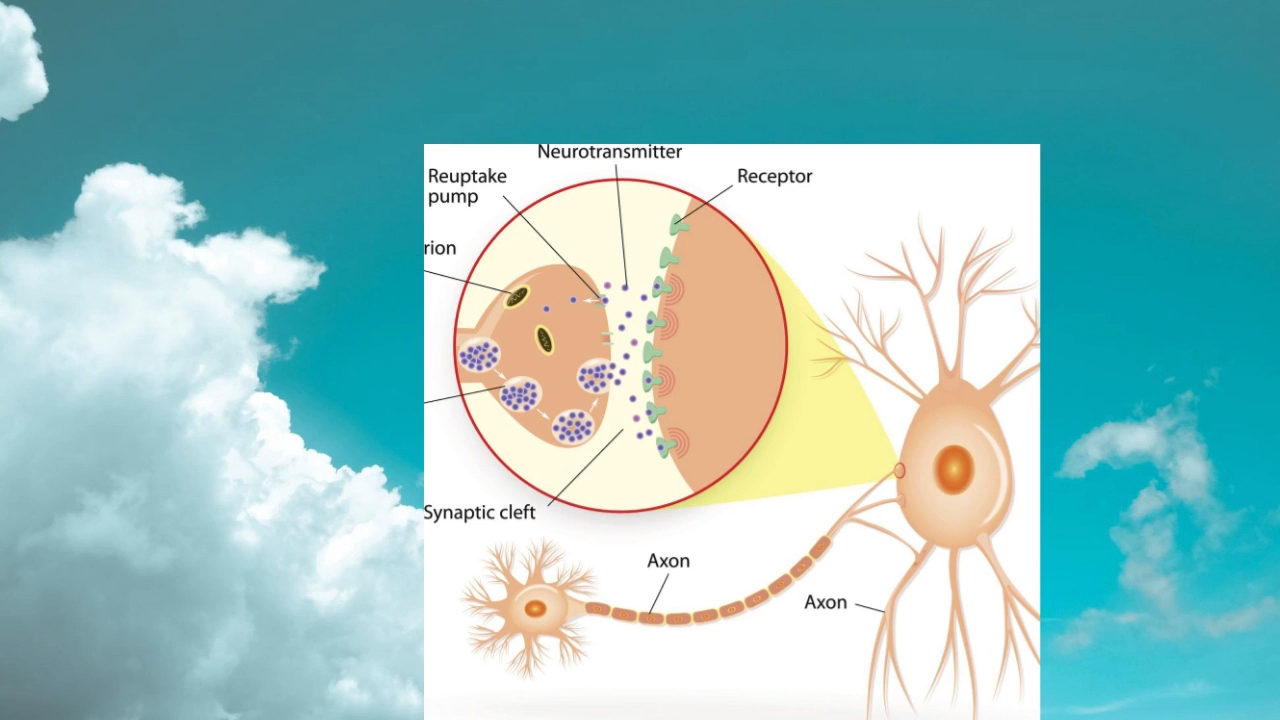 Neurotransmitter
Reuptake
pump
Receptor
rion
Synaptic cleft
Axon
Axon